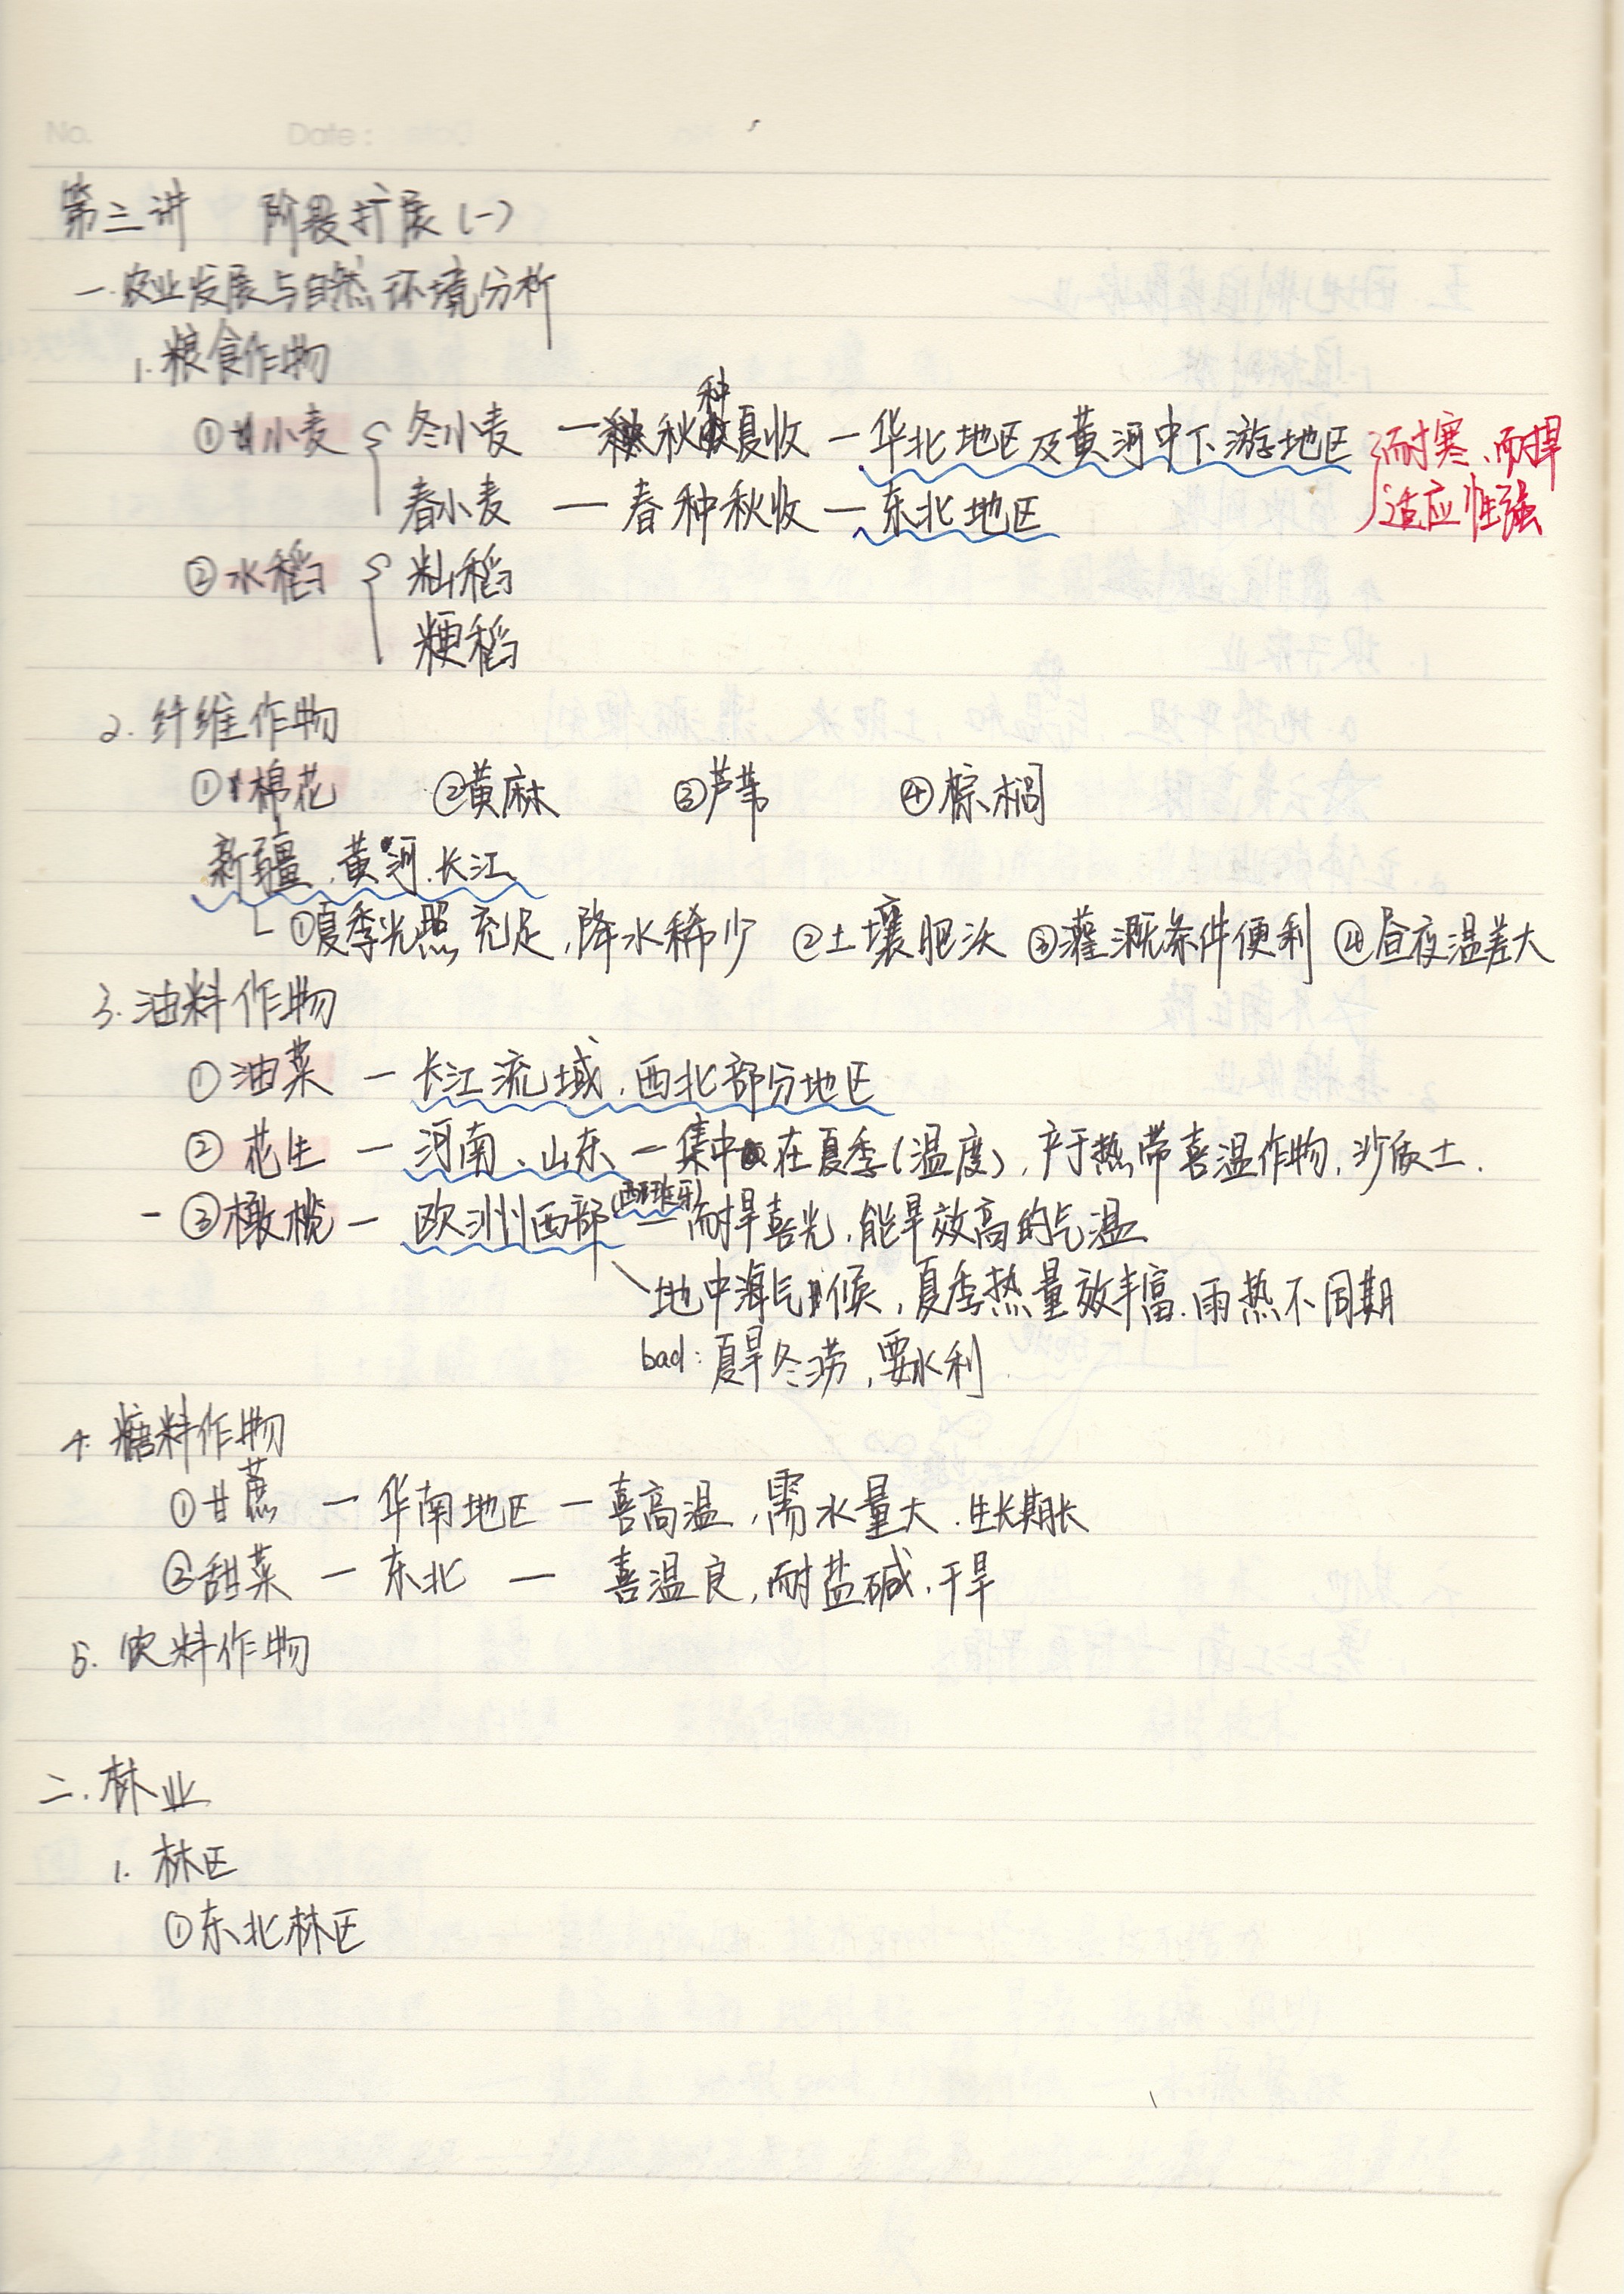 No. Date:
第三讲 阶段扩展(一)
一.农业发展与自然环境分析
1.粮食作物
①小麦 { 冬小麦 — 秋种夏收 — 华北地区及黄河中下游地区 } 耐寒、耐旱
春小麦 — 春种秋收 — 东北地区 适应性强
②水稻 { 籼稻
粳稻
2.纤维作物
①棉花 ②黄麻 ③芦苇 ④棕榈
新疆.黄河.长江
①夏季光照充足,降水稀少 ②土壤肥沃 ③灌溉条件便利 ④昼夜温差大
3.油料作物
①油菜 — 长江流域.西北部分地区
②花生 — 河南、山东 — 集中在夏季(温度),产于热带喜温作物,沙质土.
- ③橄榄 — 欧洲西部(西班牙) — 耐旱喜光,能旱效高的气温
地中海气候,夏季热量效丰富.雨热不同期
bad:夏旱冬涝,要水利
4.糖料作物
①甘蔗 — 华南地区 — 喜高温,需水量大.生长期长
②甜菜 — 东北 — 喜温良,耐盐碱.干旱
5.饮料作物
二.林业
1.林区
①东北林区